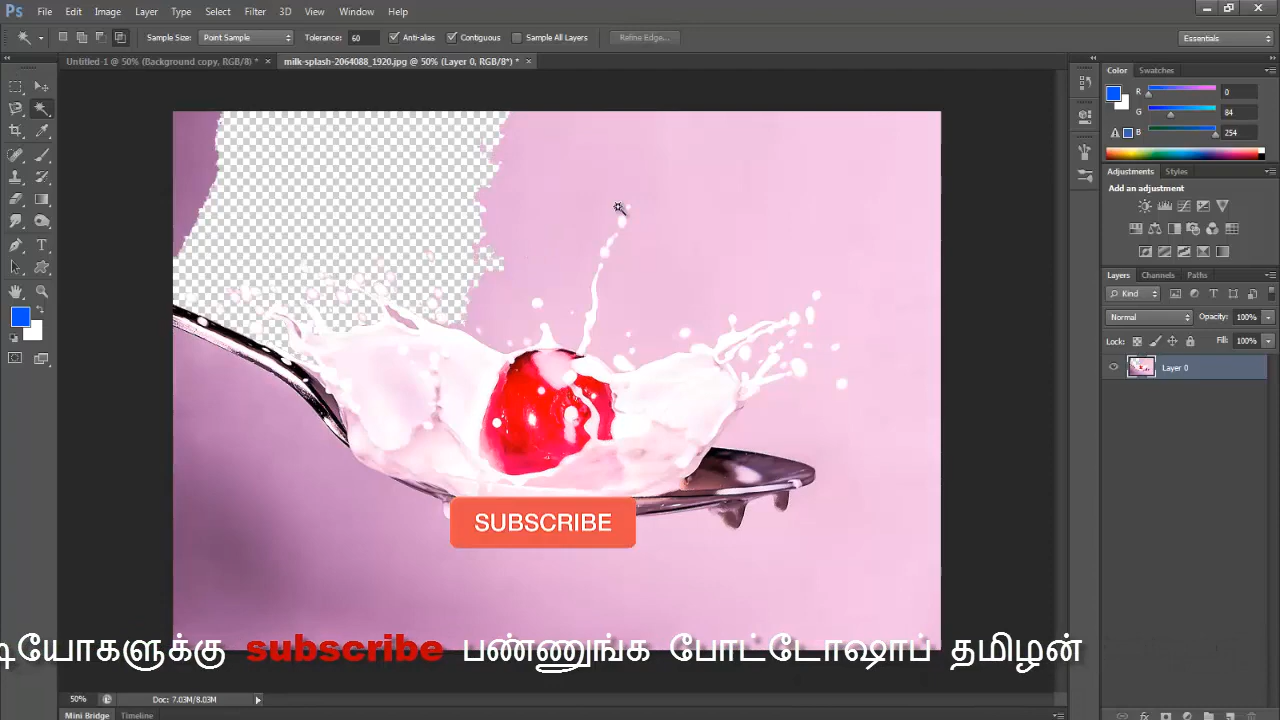 Ps File Edit Image Layer Type Select Filter 3D View Window Help
Sample Size: Point Sample Tolerance: 60 Anti-alias Contiguous Sample All Layers Refine Edge... Essentials
Untitled-1 @ 50% (Background copy, RGB/8) * × milk-splash-2064088_1920.jpg @ 50% (Layer 0, RGB/8*) * ×
Color Swatches
R 0
G 84
B 254
Adjustments Styles
Add an adjustment
Layers Channels Paths
Kind
Normal Opacity: 100%
Lock: Fill: 100%
Layer 0
SUBSCRIBE
டியோகளுக்கு subscribe பண்ணுங்க போட்டோஷாப் தமிழன்
50% Doc: 7.03M/8.03M
Mini Bridge Timeline